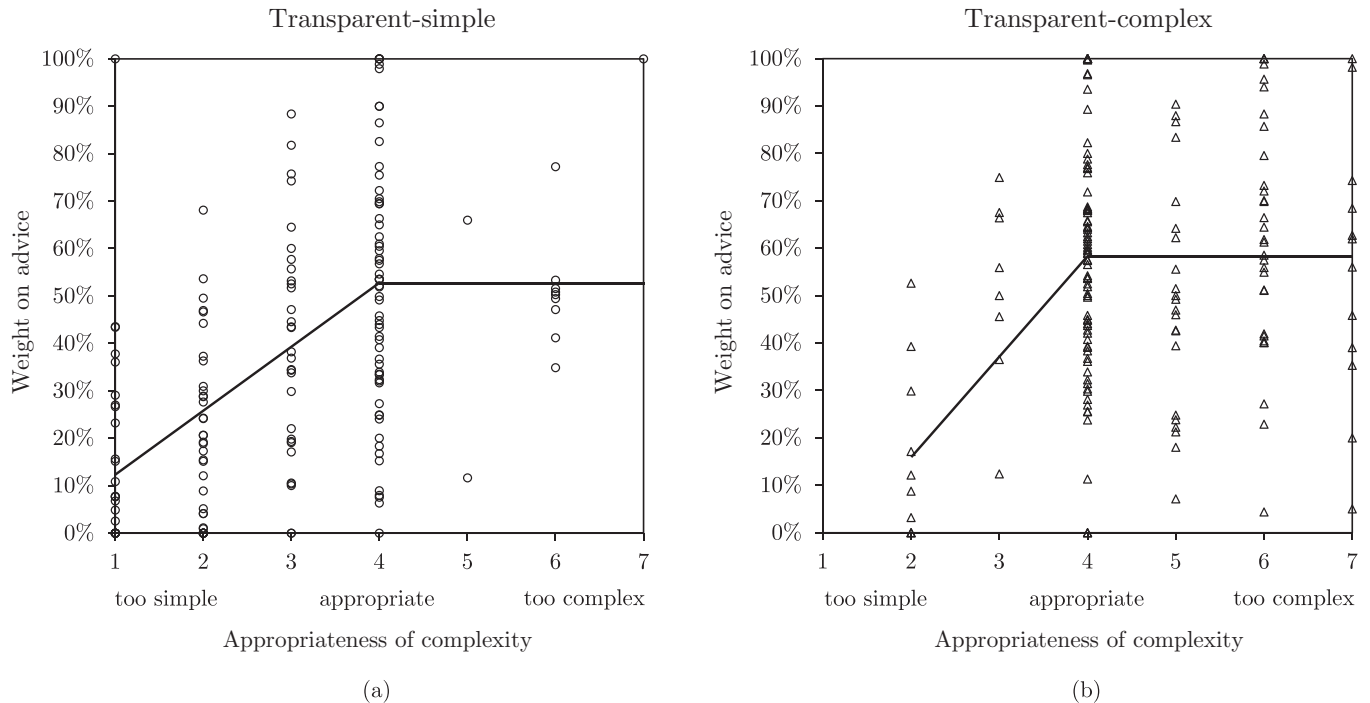 Transparent-simple
100%
90%
80%
70%
60%
50%
40%
30%
20%
10%
0%
Weight on advice
1 2 3 4 5 6 7
too simple appropriate too complex
Appropriateness of complexity
(a)
Transparent-complex
100%
90%
80%
70%
60%
50%
40%
30%
20%
10%
0%
Weight on advice
1 2 3 4 5 6 7
too simple appropriate too complex
Appropriateness of complexity
(b)